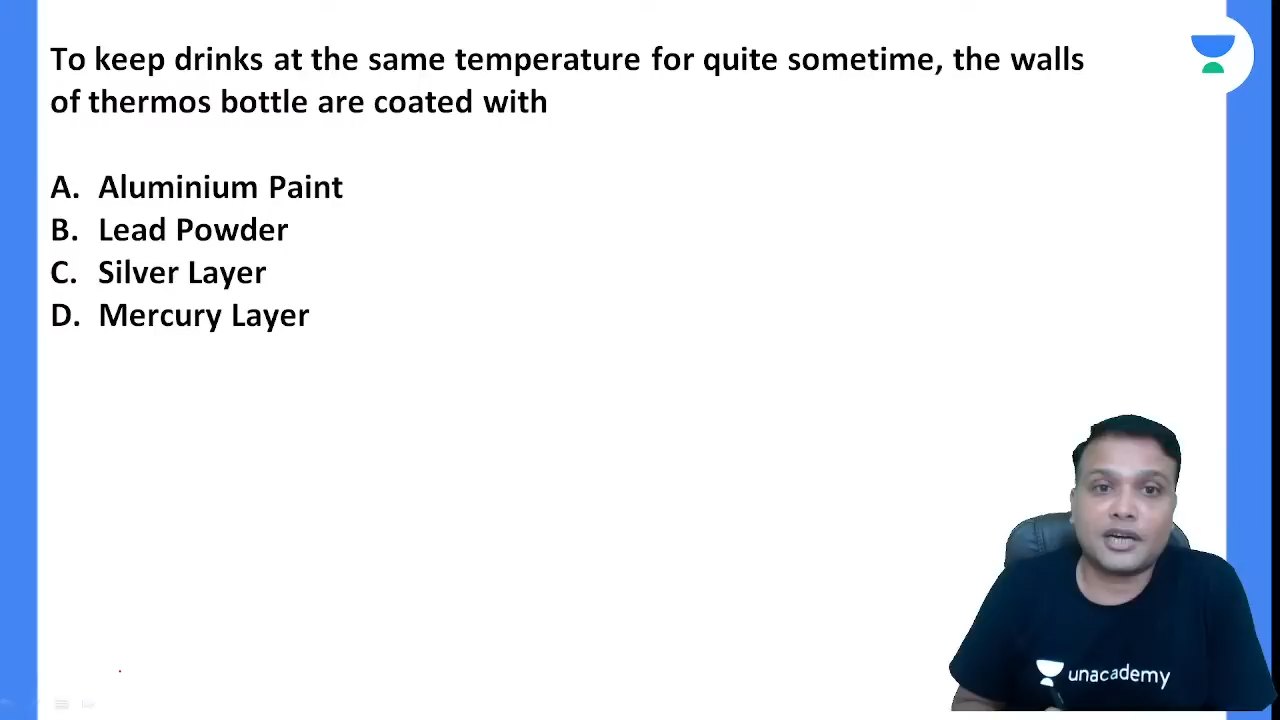 To keep drinks at the same temperature for quite sometime, the walls
of thermos bottle are coated with
A. Aluminium Paint
B. Lead Powder
C. Silver Layer
D. Mercury Layer
unacademy